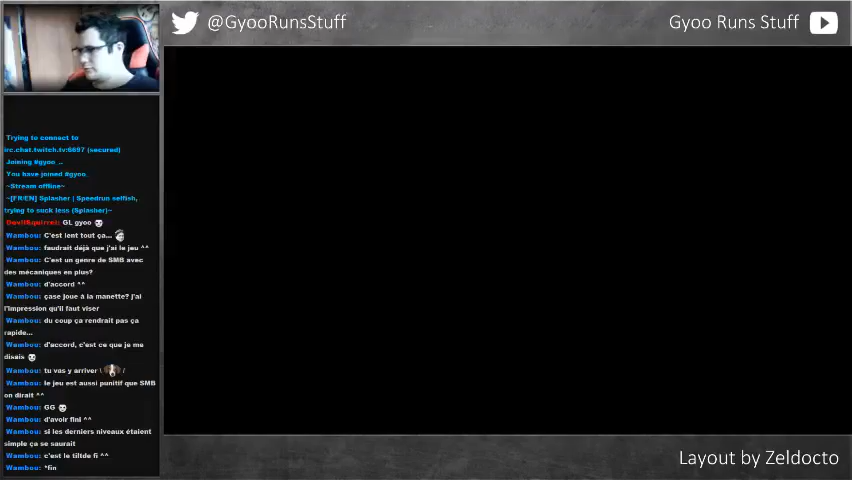 @GyooRunsStuff
Gyoo Runs Stuff
Trying to connect to
irc.chat.twitch.tv:6697 (secured)
Joining #gyoo_..
You have joined #gyoo_
~Stream offline~
~[FR/EN] Splasher | Speedrun selfish,
trying to suck less (Splasher)~
DevilSquirrel: GL gyoo
Wambou: C'est lent tout ça...
Wambou: faudrait déjà que j'ai le jeu ^^
Wambou: C'est un genre de SMB avec
des mécaniques en plus?
Wambou: d'accord ^^
Wambou: çase joue à la manette? j'ai
l'impression qu'il faut viser
Wambou: du coup ça rendrait pas ça
rapide...
Wambou: d'accord, c'est ce que je me
disais
Wambou: tu vas y arriver \ /
Wambou: le jeu est aussi punitif que SMB
on dirait ^^
Wambou: GG
Wambou: d'avoir fini ^^
Wambou: si les derniers niveaux étaient
simple ça se saurait
Wambou: c'est le tiltde fi ^^
Wambou: *fin
Layout by Zeldocto